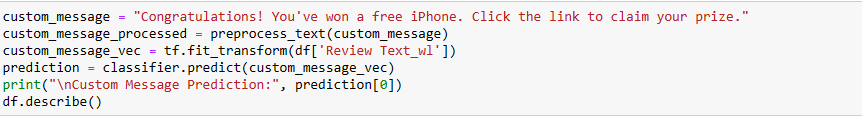 custom_message = "Congratulations! You've won a free iPhone. Click the link to claim your prize."
custom_message_processed = preprocess_text(custom_message)
custom_message_vec = tf.fit_transform(df['Review Text_wl'])
prediction = classifier.predict(custom_message_vec)
print("\nCustom Message Prediction:", prediction[0])
df.describe()